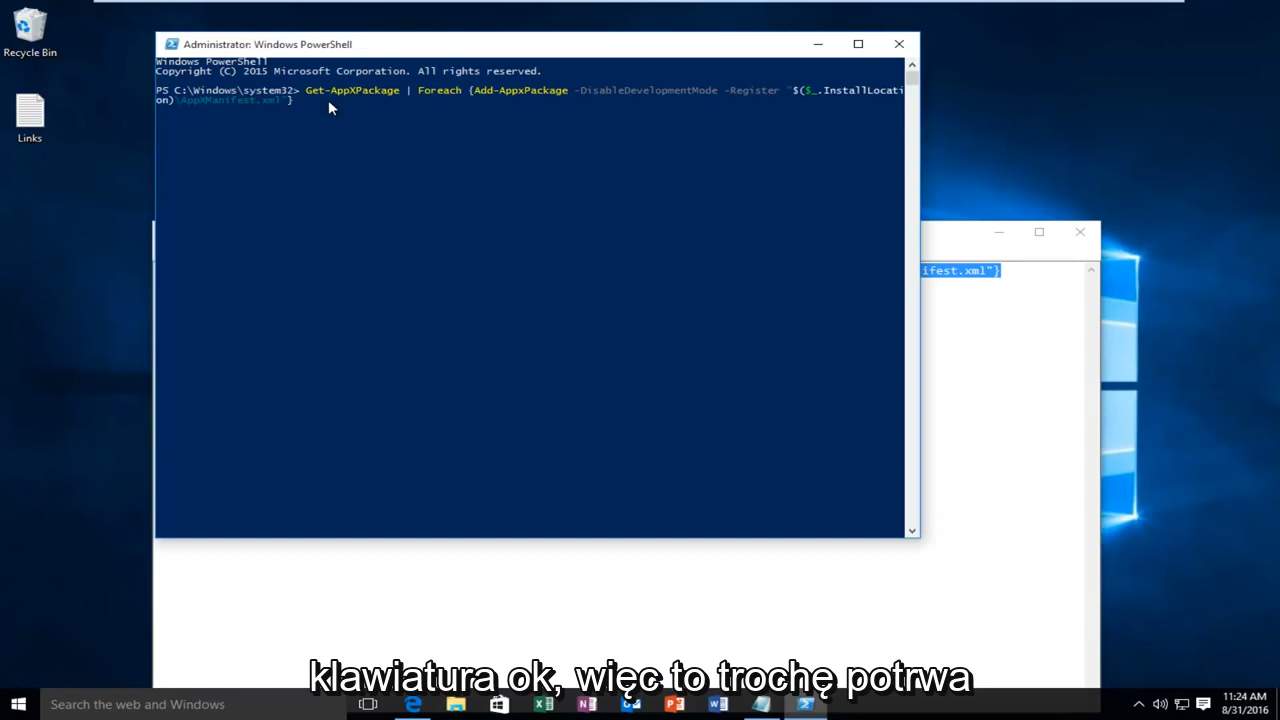 Recycle Bin
Links
Administrator: Windows PowerShell
Windows PowerShell
Copyright (C) 2015 Microsoft Corporation. All rights reserved.
PS C:\Windows\system32> Get-AppXPackage | Foreach {Add-AppxPackage -DisableDevelopmentMode -Register "$($_.InstallLocati
on)\AppXManifest.xml"}
ifest.xml"}
klawiatura ok, więc to trochę potrwa
Search the web and Windows
11:24 AM
8/31/2016